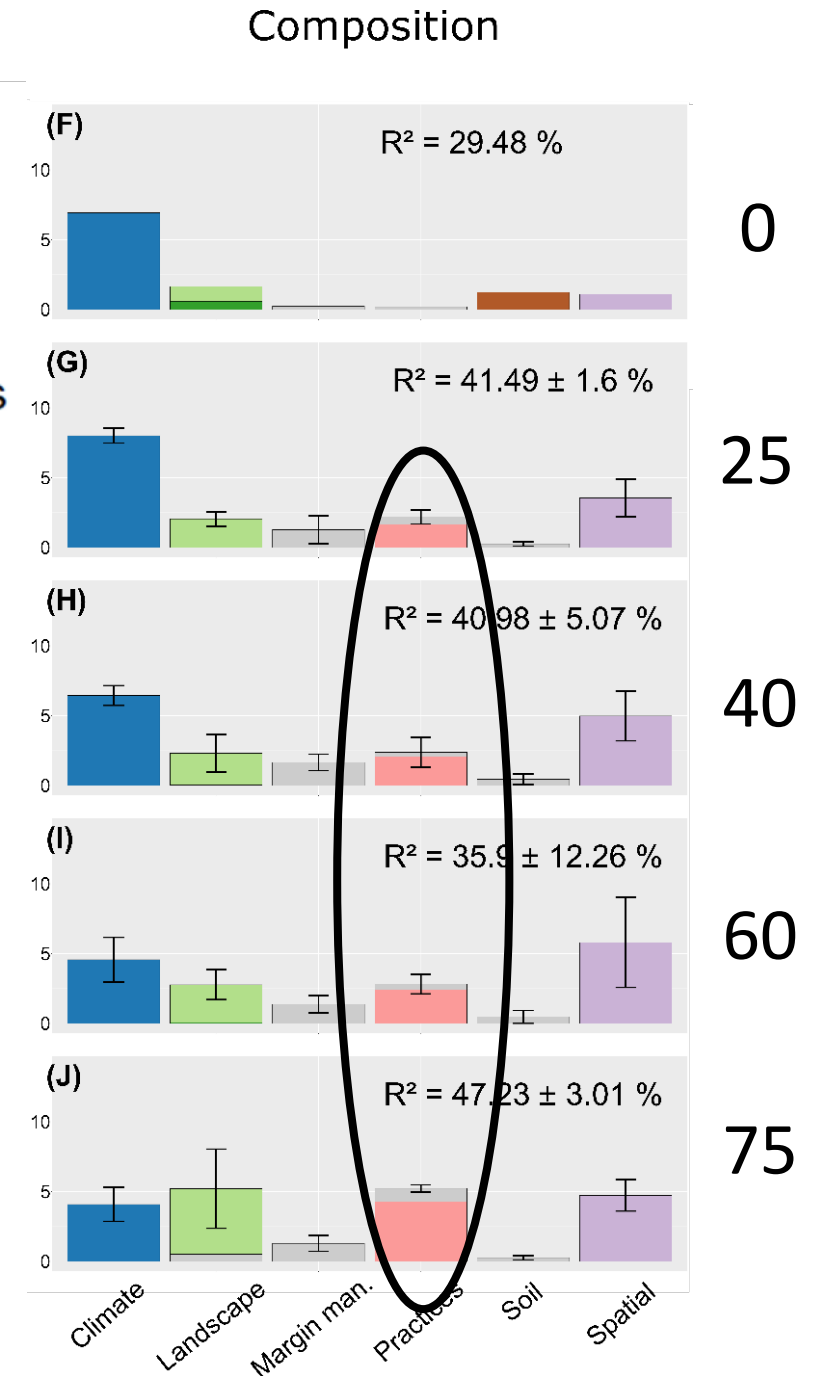 Composition
(F)
R² = 29.48 %
10
5
0
0
(G)
R² = 41.49 ± 1.6 %
10
5
0
25
s
(H)
R² = 40.98 ± 5.07 %
10
5
0
40
(I)
R² = 35.9 ± 12.26 %
10
5
0
60
(J)
R² = 47.23 ± 3.01 %
10
5
0
75
Climate
Landscape
Margin man.
Practices
Soil
Spatial